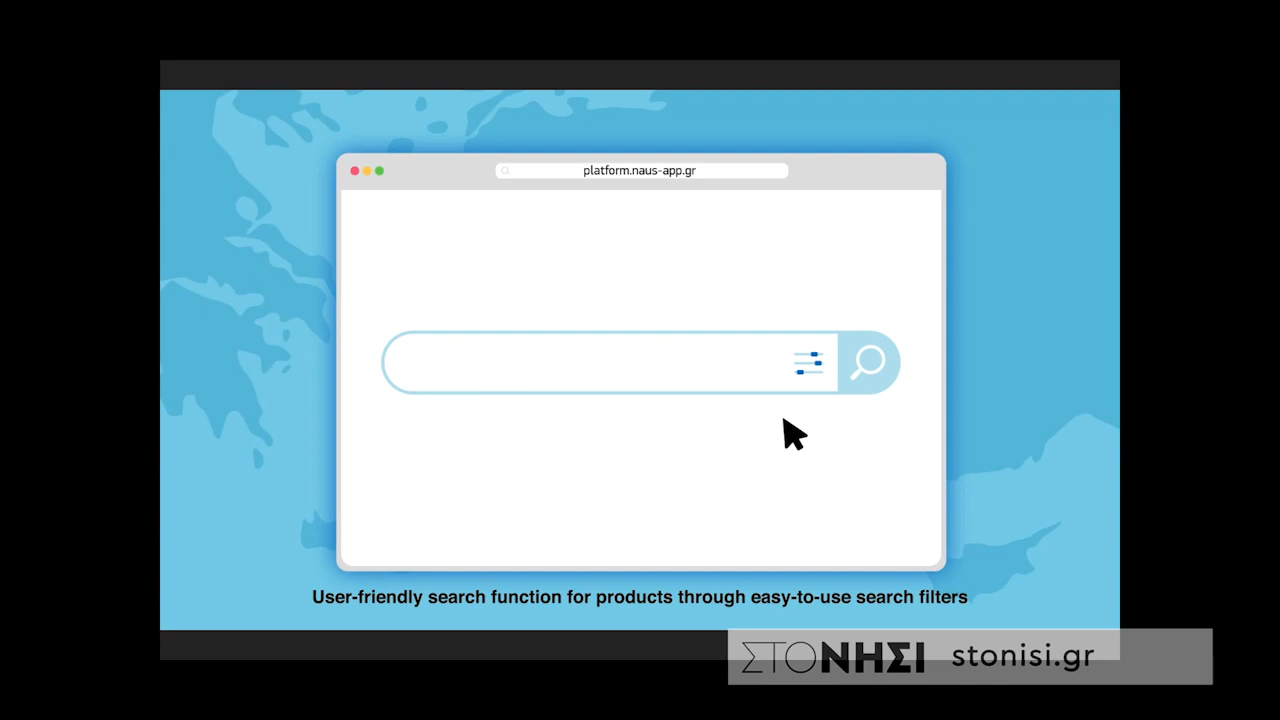 platform.naus-app.gr
User-friendly search function for products through easy-to-use search filters
ΣΤΟΝΗΣΙ stonisi.gr